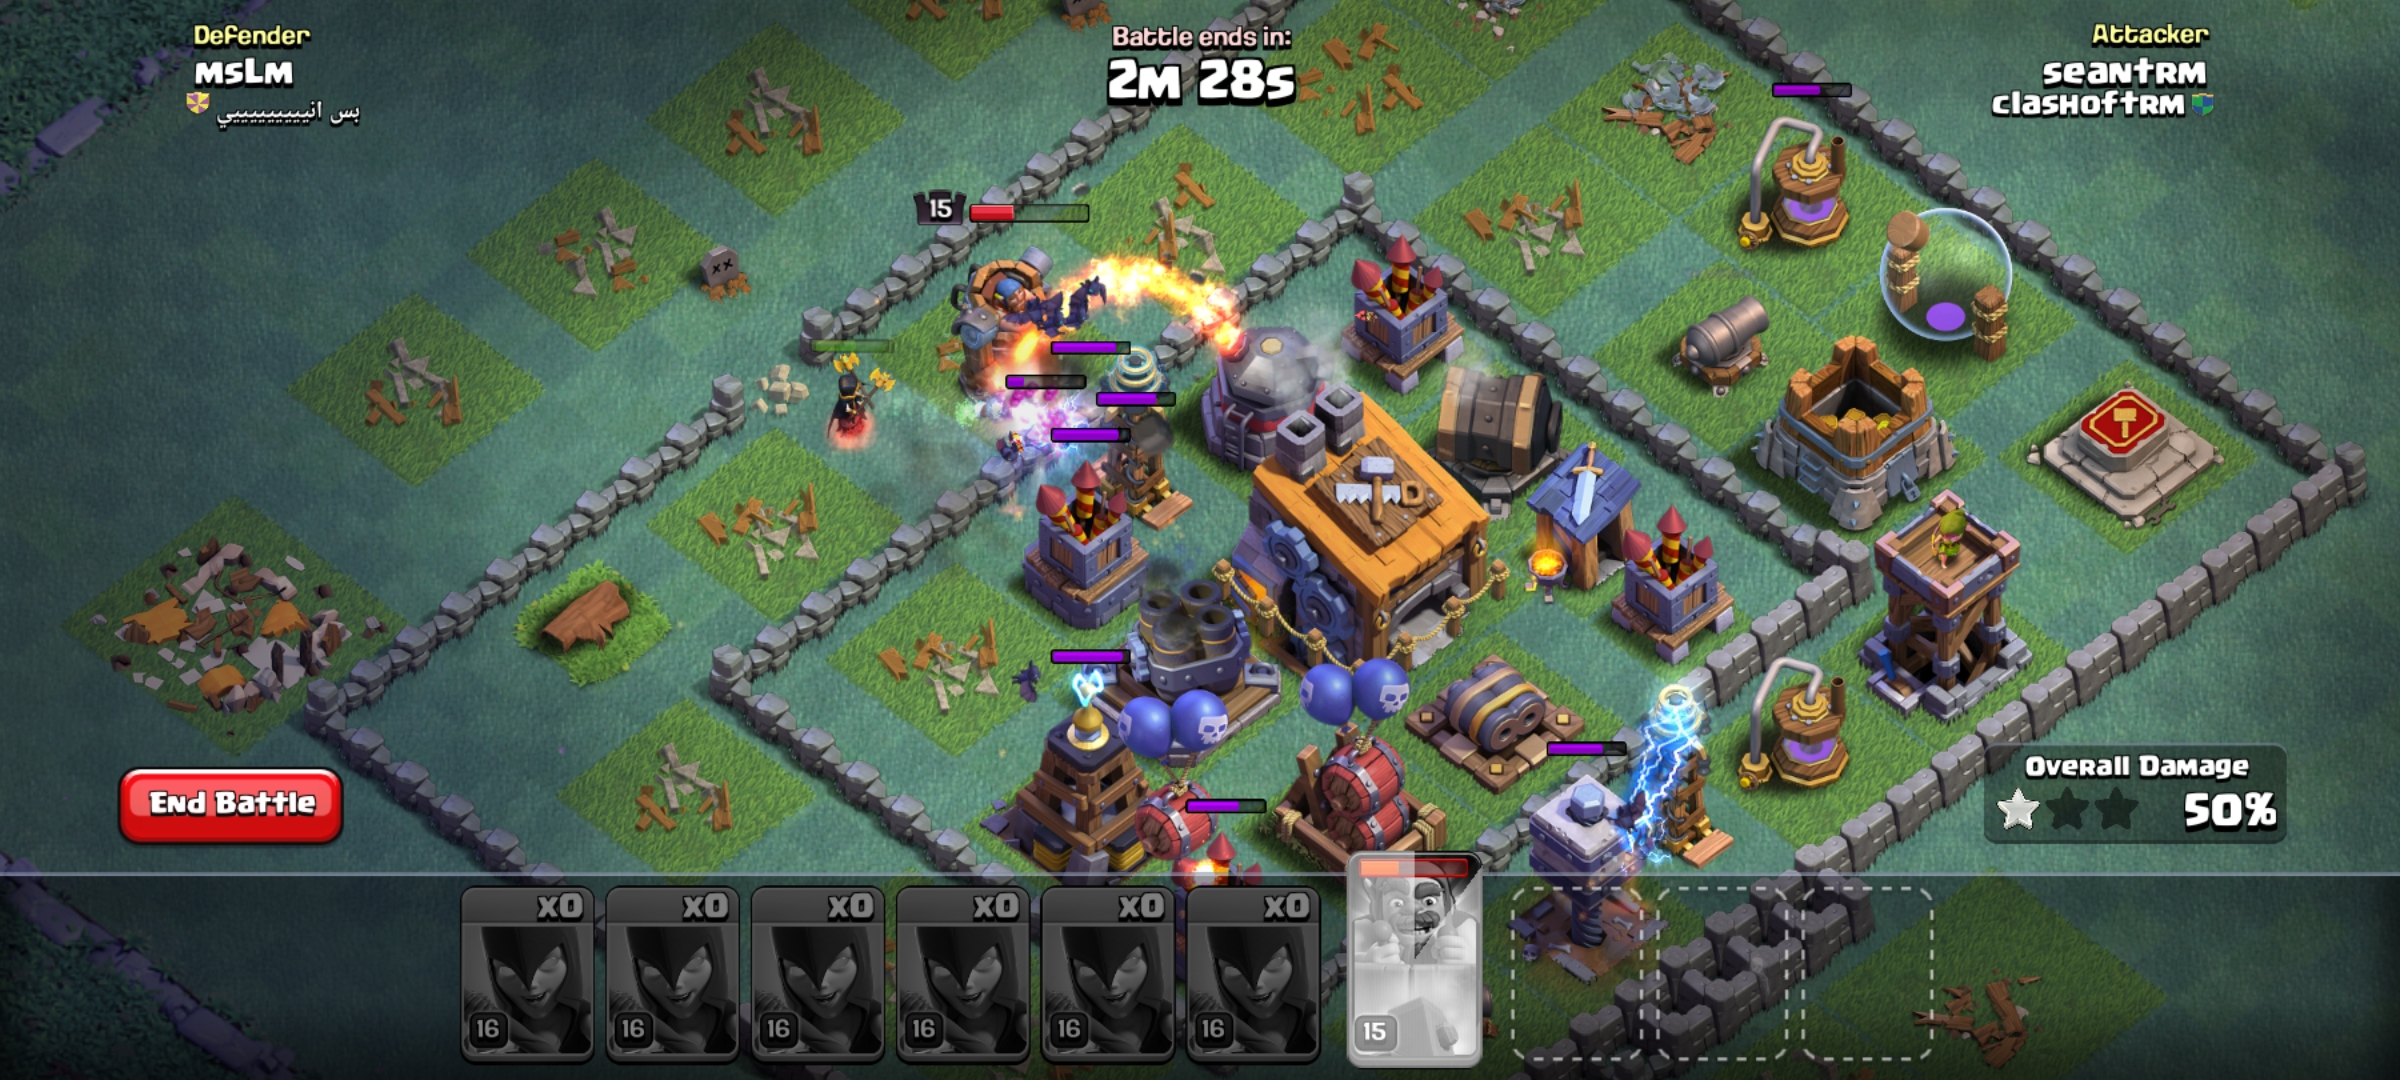 Defender
msLm
بس انيييييييييي
Battle ends in:
2m 28s
Attacker
seantrm
clashoftrm
15
End Battle
Overall Damage
50%
x0
x0
x0
x0
x0
x0
16
16
16
16
16
16
15